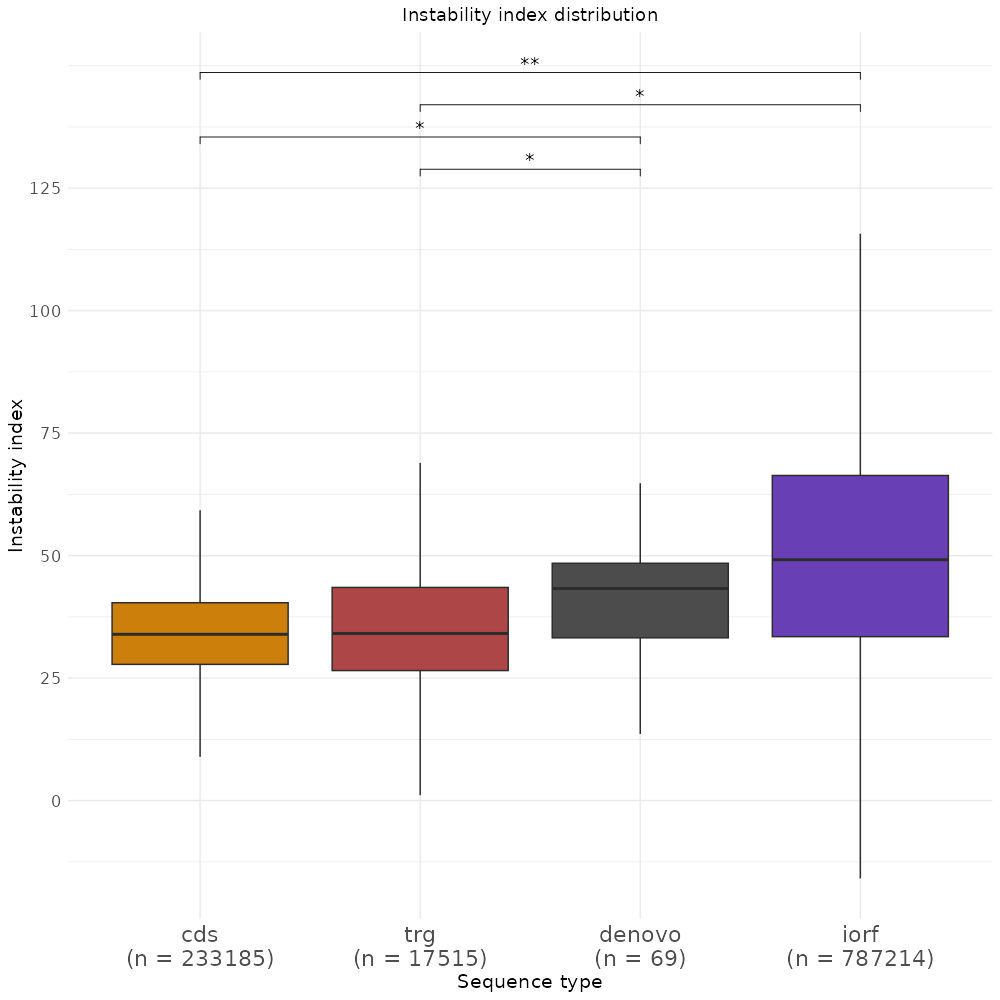 Instability index distribution
**
*
*
*
125
100
75
50
25
0
Instability index
cds
(n = 233185)
trg
(n = 17515)
denovo
(n = 69)
iorf
(n = 787214)
Sequence type